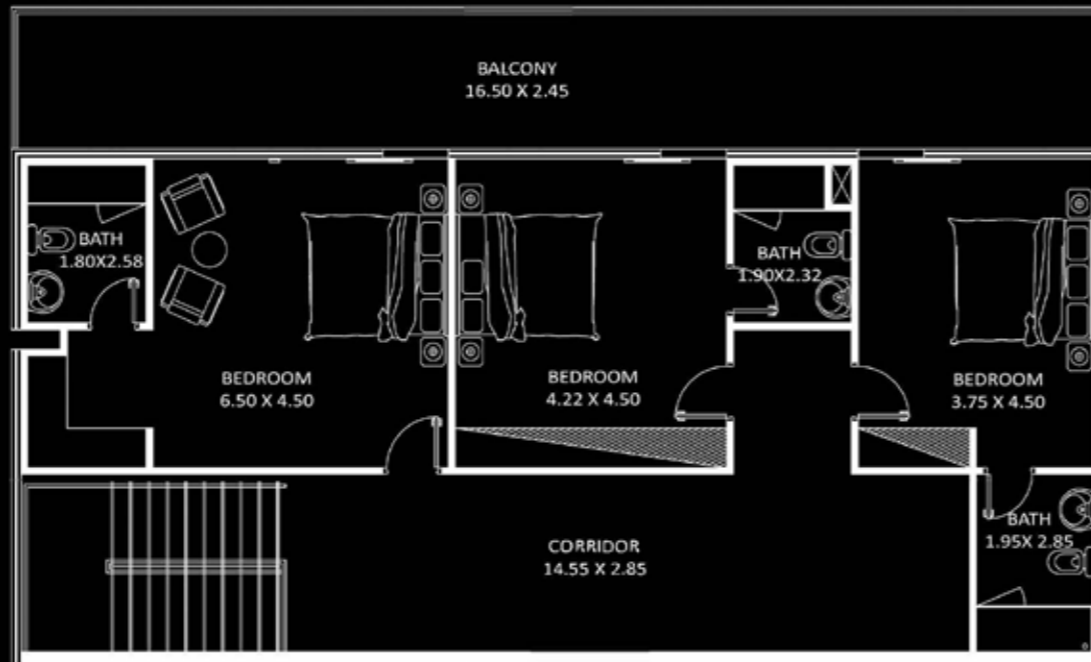 BALCONY
16.50 X 2.45
BATH
1.80X2.58
BATH
1.90X2.32
BEDROOM
6.50 X 4.50
BEDROOM
4.22 X 4.50
BEDROOM
3.75 X 4.50
BATH
1.95X 2.85
CORRIDOR
14.55 X 2.85